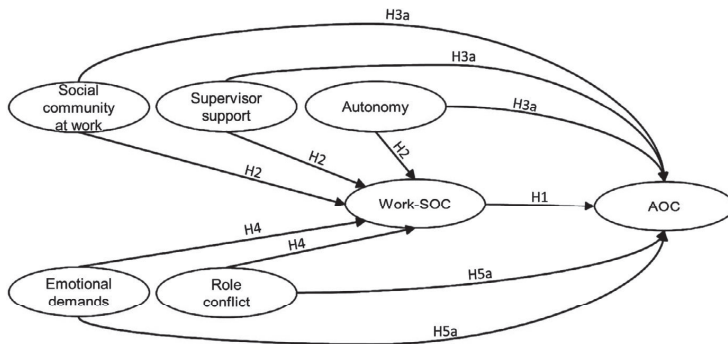 H3a
H3a
H3a
Social
community
at work
Supervisor
support
Autonomy
H2
H2
H2
Work-SOC
H1
AOC
H4
H4
Emotional
demands
Role
conflict
H5a
H5a